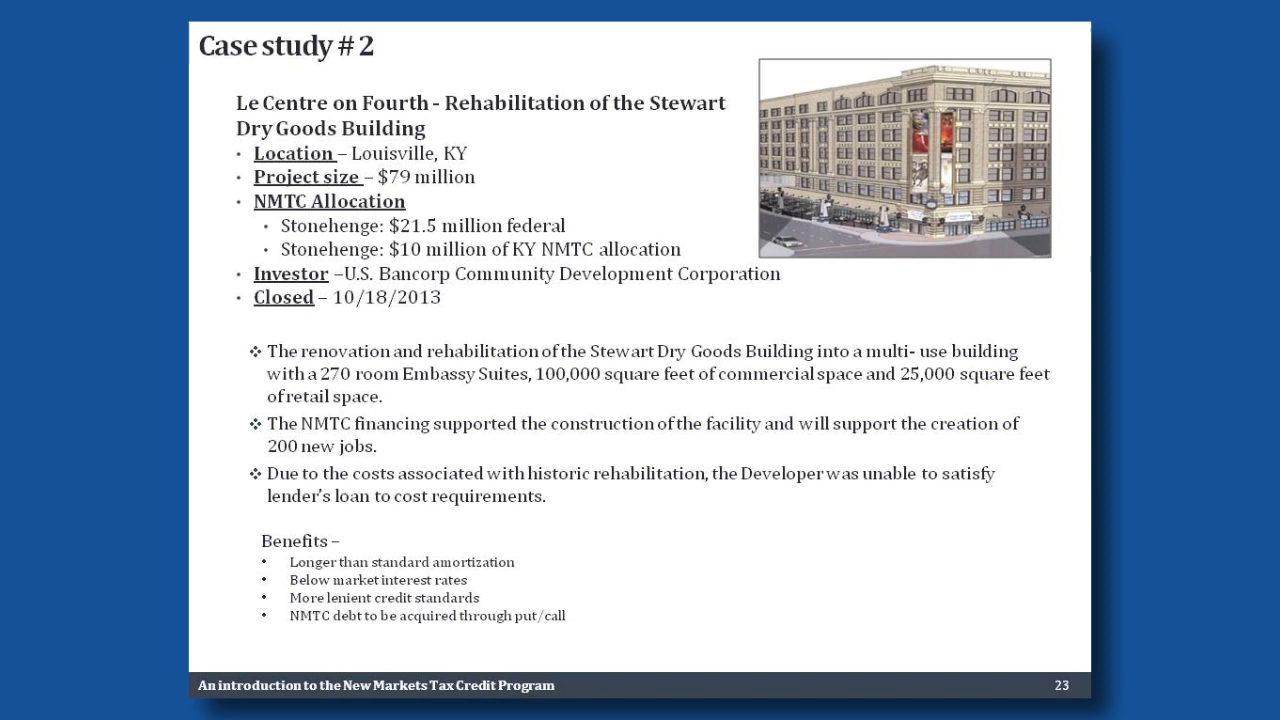 Case study # 2
Le Centre on Fourth - Rehabilitation of the Stewart
Dry Goods Building
• Location – Louisville, KY
• Project size – $79 million
• NMTC Allocation
• Stonehenge: $21.5 million federal
• Stonehenge: $10 million of KY NMTC allocation
• Investor –U.S. Bancorp Community Development Corporation
• Closed – 10/18/2013
❖ The renovation and rehabilitation of the Stewart Dry Goods Building into a multi- use building
with a 270 room Embassy Suites, 100,000 square feet of commercial space and 25,000 square feet
of retail space.
❖ The NMTC financing supported the construction of the facility and will support the creation of
200 new jobs.
❖ Due to the costs associated with historic rehabilitation, the Developer was unable to satisfy
lender’s loan to cost requirements.
Benefits –
• Longer than standard amortization
• Below market interest rates
• More lenient credit standards
• NMTC debt to be acquired through put/call
An introduction to the New Markets Tax Credit Program
23